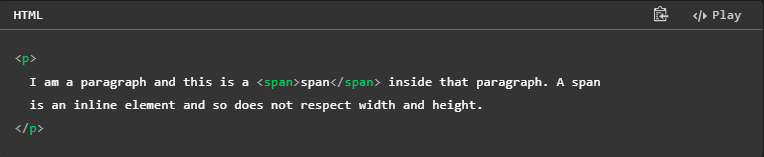 HTML
</> Play
<p>
I am a paragraph and this is a <span>span</span> inside that paragraph. A span
is an inline element and so does not respect width and height.
</p>